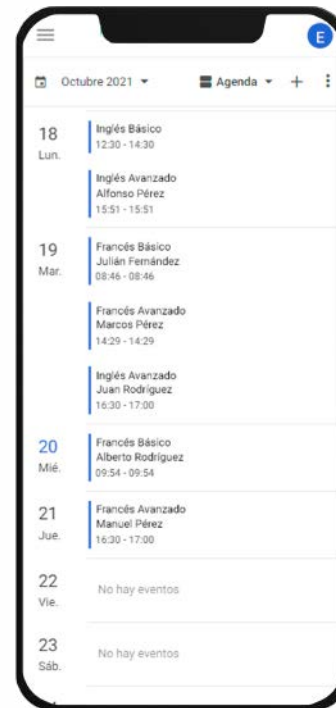 E
Octubre 2021
Agenda
18
Lun.
Inglés Básico
12:30 - 14:30
Inglés Avanzado
Alfonso Pérez
15:51 - 15:51
19
Mar.
Francés Básico
Julián Fernández
08:46 - 08:46
Francés Avanzado
Marcos Pérez
14:29 - 14:29
Inglés Avanzado
Juan Rodríguez
16:30 - 17:00
20
Mié.
Francés Básico
Alberto Rodríguez
09:54 - 09:54
21
Jue.
Francés Avanzado
Manuel Pérez
16:30 - 17:00
22
Vie.
No hay eventos
23
Sáb.
No hay eventos